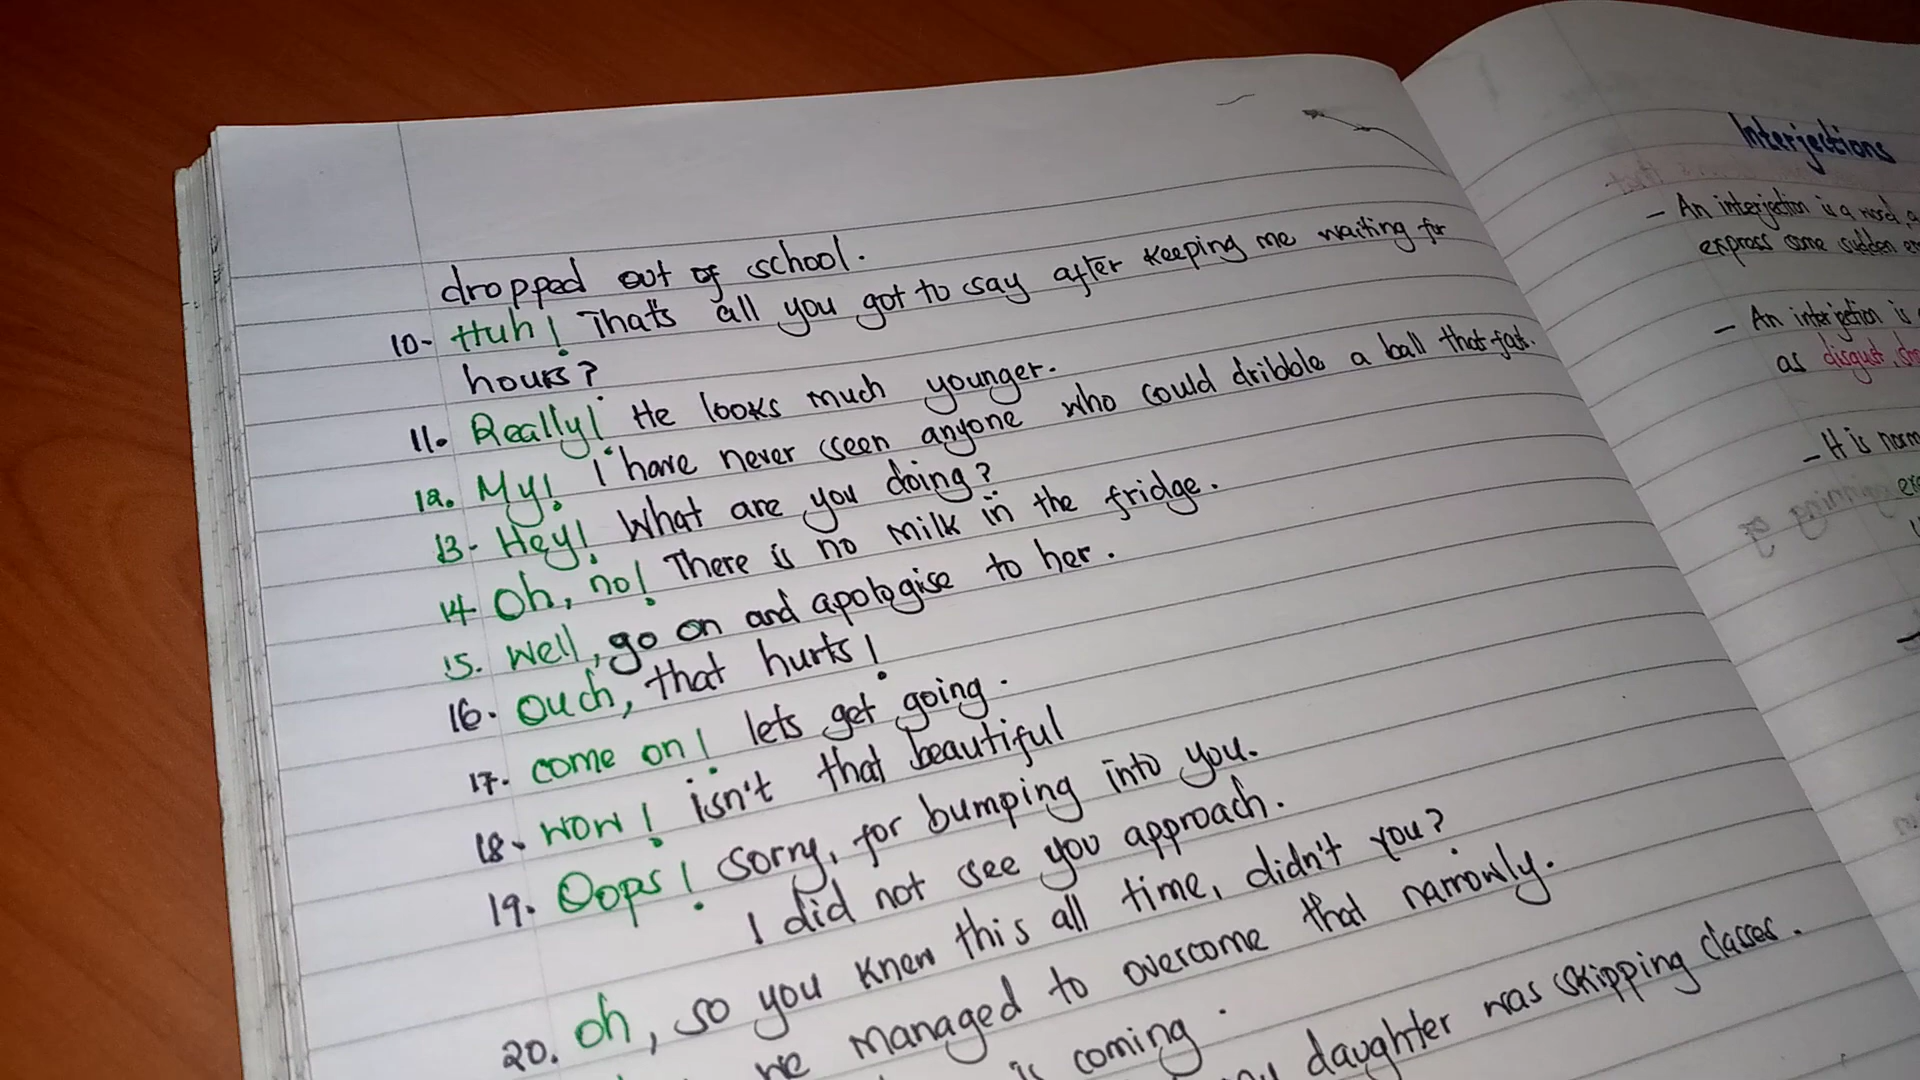 dropped out of school.
10- Huh! That's all you got to say after keeping me waiting for
hours?
11. Really! He looks much younger.
12. My! I have never seen anyone who could dribble a ball that fast.
13- Hey! What are you doing?
14 Oh, no! There is no milk in the fridge.
15. Well, go on and apologise to her.
16. ouch, that hurts!
17. come on! lets get going.
18. wow! isn't that beautiful
19. Oops! sorry, for bumping into you.
I did not see you approach.
20. oh, so you knew this all time, didn't you?
we managed to overcome that narrowly.
is coming.
daughter was skipping classes.
Interjections
- An interjection is a word, a
express some sudden
- An interjection is
as disgust,
- It is norm